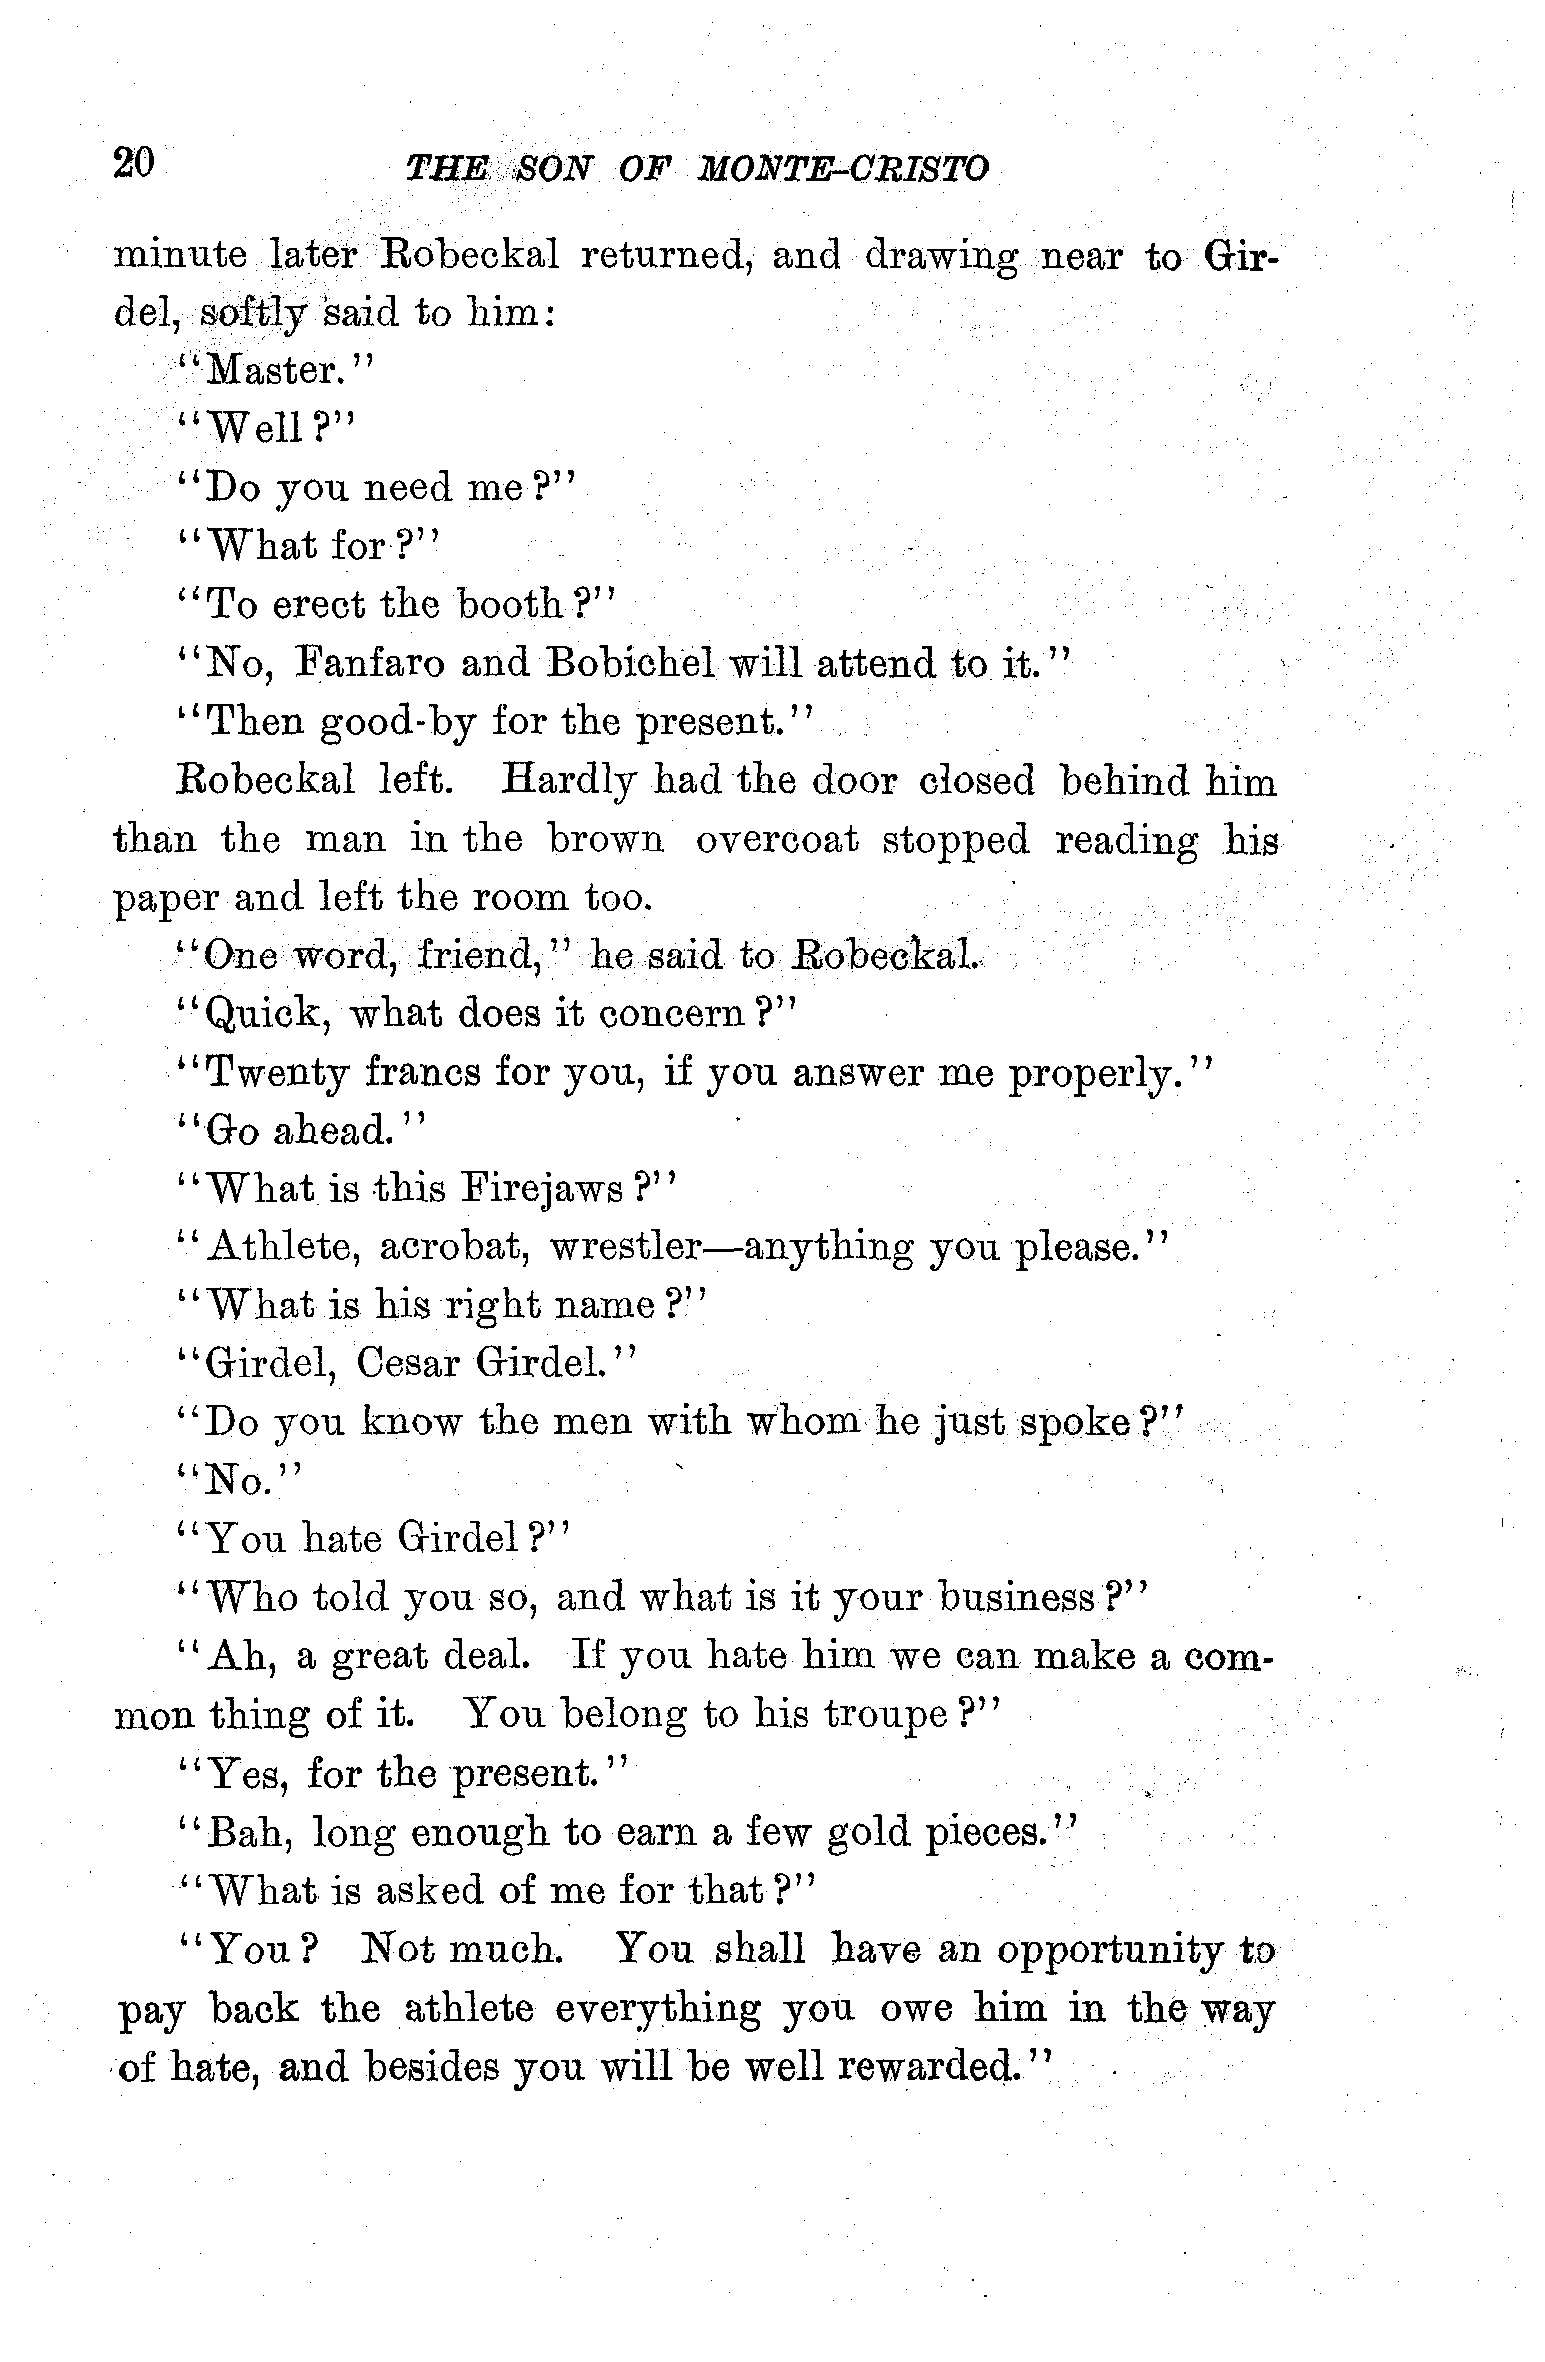 20 THE SON OF MONTE-CRISTO
minute later Robeckal returned, and drawing near to Gir-
del, softly said to him:
"Master."
"Well?"
"Do you need me?"
"What for?"
"To erect the booth?"
"No, Fanfaro and Bobichel will attend to it."
"Then good-by for the present."
Robeckal left. Hardly had the door closed behind him
than the man in the brown overcoat stopped reading his
paper and left the room too.
"One word, friend," he said to Robeckal.
"Quick, what does it concern?"
"Twenty francs for you, if you answer me properly."
"Go ahead."
"What is this Firejaws?"
"Athlete, acrobat, wrestler—anything you please."
"What is his right name?"
"Girdel, Cesar Girdel."
"Do you know the men with whom he just spoke?"
"No."
"You hate Girdel?"
"Who told you so, and what is it your business?"
"Ah, a great deal. If you hate him we can make a com-
mon thing of it. You belong to his troupe?"
"Yes, for the present."
"Bah, long enough to earn a few gold pieces."
"What is asked of me for that?"
"You? Not much. You shall have an opportunity to
pay back the athlete everything you owe him in the way
of hate, and besides you will be well rewarded."